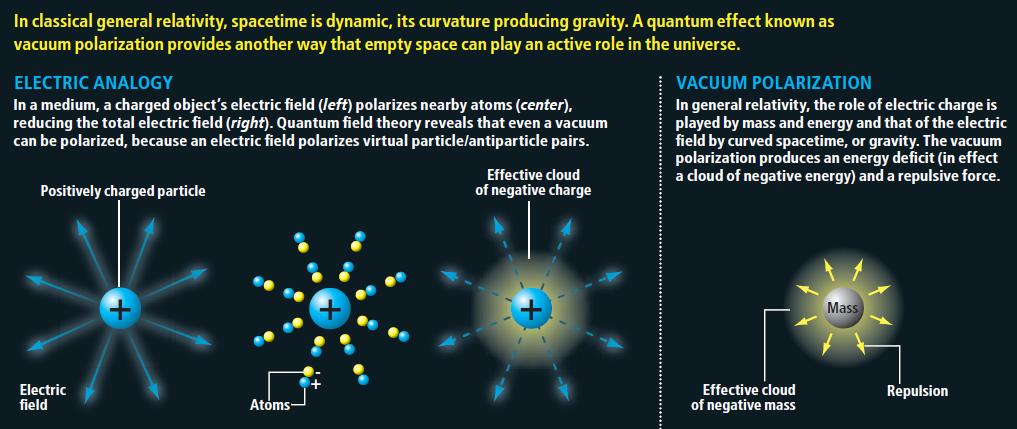 In classical general relativity, spacetime is dynamic, its curvature producing gravity. A quantum effect known as
vacuum polarization provides another way that empty space can play an active role in the universe.
ELECTRIC ANALOGY
In a medium, a charged object's electric field (left) polarizes nearby atoms (center),
reducing the total electric field (right). Quantum field theory reveals that even a vacuum
can be polarized, because an electric field polarizes virtual particle/antiparticle pairs.
Positively charged particle
+
Electric
field
+
-
+
Atoms
Effective cloud
of negative charge
+
VACUUM POLARIZATION
In general relativity, the role of electric charge is
played by mass and energy and that of the electric
field by curved spacetime, or gravity. The vacuum
polarization produces an energy deficit (in effect
a cloud of negative energy) and a repulsive force.
Mass
Effective cloud
of negative mass
Repulsion